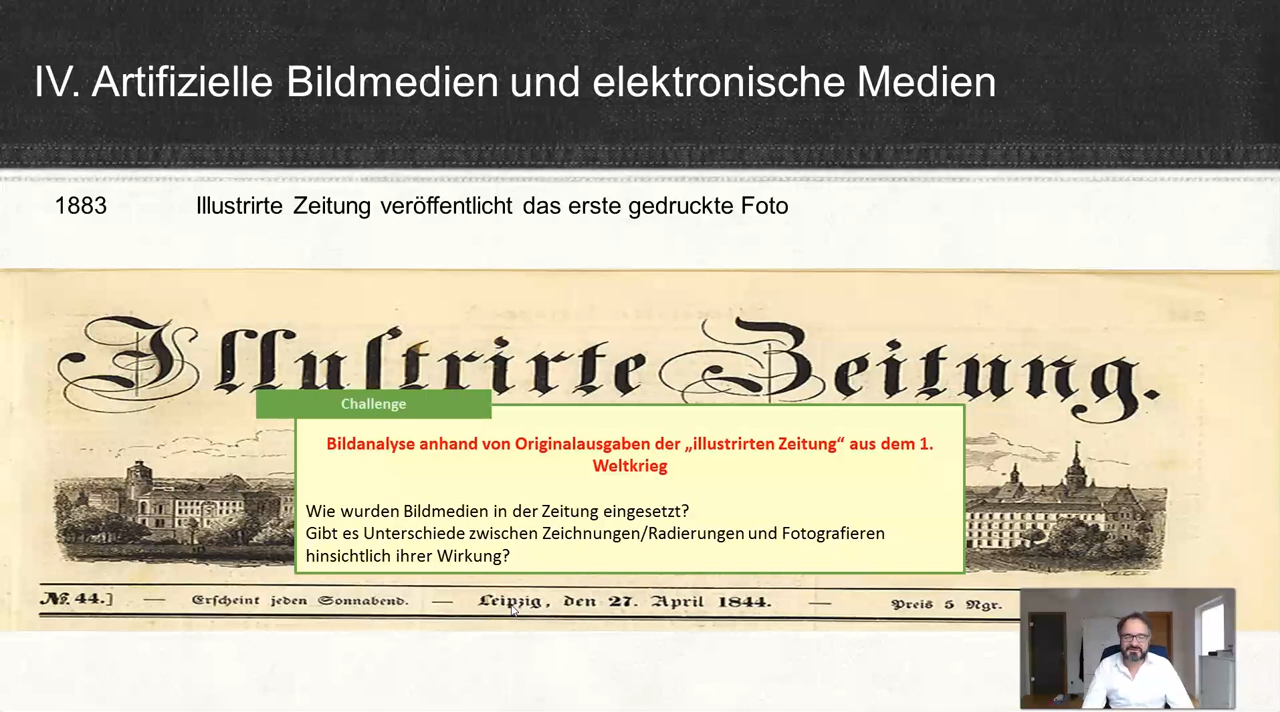 IV. Artifizielle Bildmedien und elektronische Medien
1883 Illustrirte Zeitung veröffentlicht das erste gedruckte Foto
Illustrirte Zeitung.
Challenge
Bildanalyse anhand von Originalausgaben der „illustrirten Zeitung“ aus dem 1.
Weltkrieg
Wie wurden Bildmedien in der Zeitung eingesetzt?
Gibt es Unterschiede zwischen Zeichnungen/Radierungen und Fotografieren
hinsichtlich ihrer Wirkung?
No. 44.] — Erscheint jeden Sonnabend. — Leipzig, den 27. April 1844. — Preis 5 Ngr.